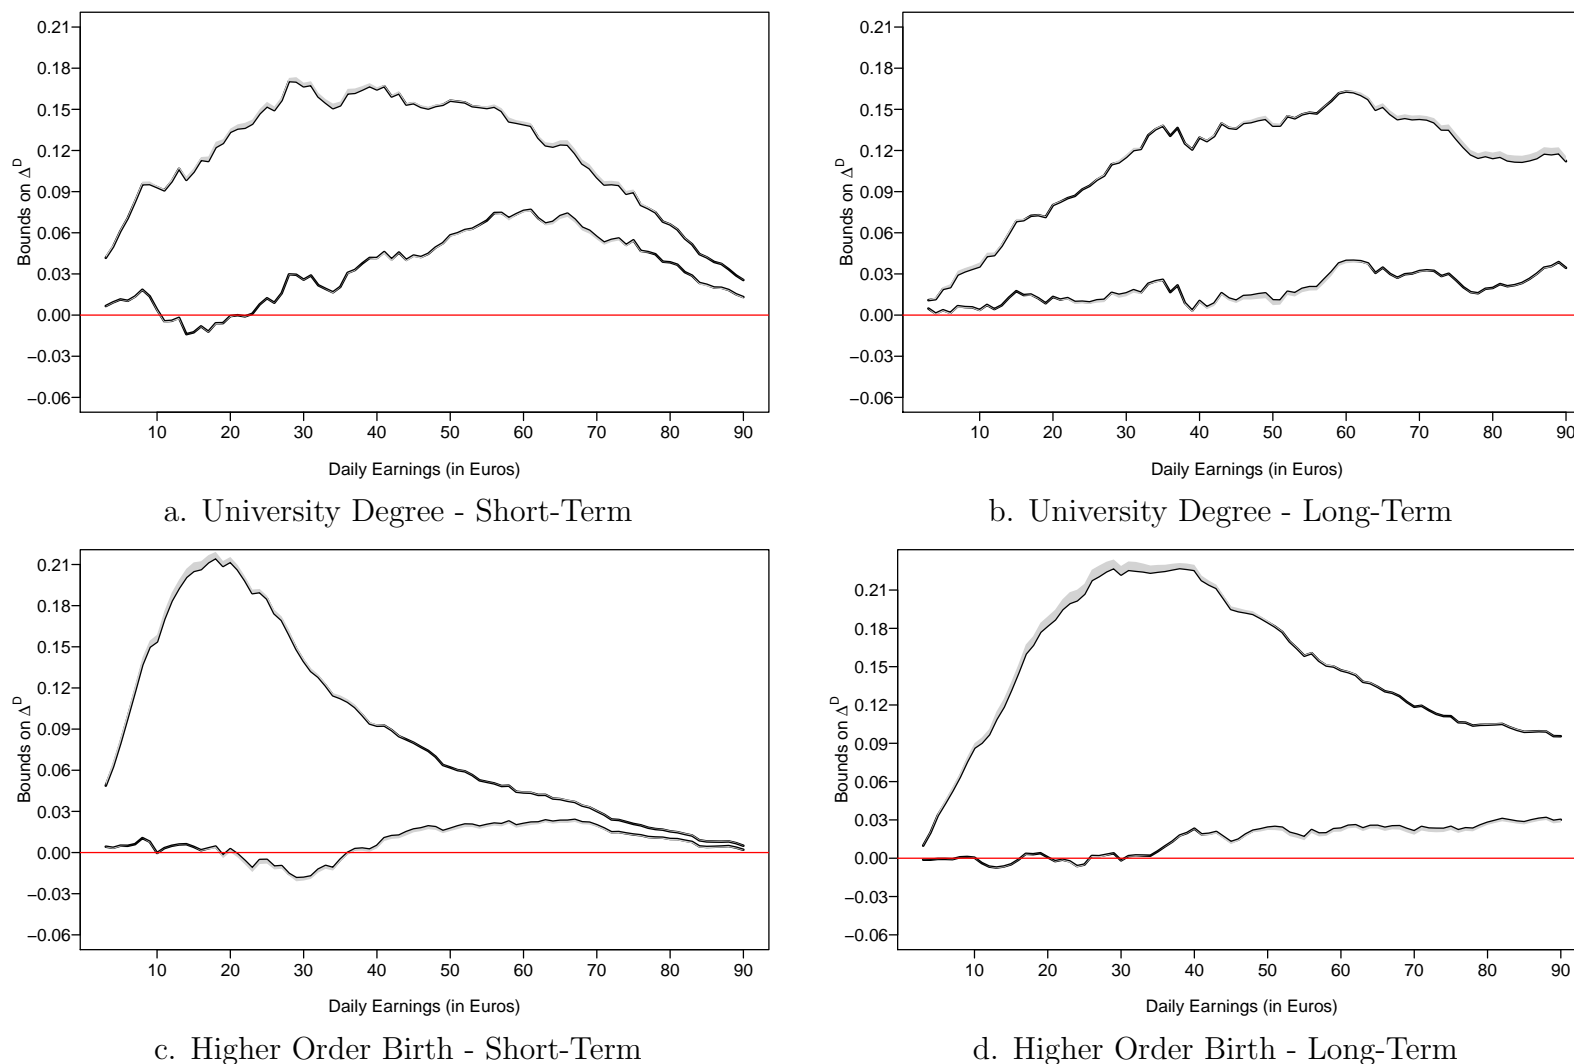 0.21
0.18
0.15
0.12
0.09
0.06
0.03
0.00
−0.03
−0.06
Bounds on Δ^D
10 20 30 40 50 60 70 80 90
Daily Earnings (in Euros)
a. University Degree - Short-Term
0.21
0.18
0.15
0.12
0.09
0.06
0.03
0.00
−0.03
−0.06
Bounds on Δ^D
10 20 30 40 50 60 70 80 90
Daily Earnings (in Euros)
b. University Degree - Long-Term
0.21
0.18
0.15
0.12
0.09
0.06
0.03
0.00
−0.03
−0.06
Bounds on Δ^D
10 20 30 40 50 60 70 80 90
Daily Earnings (in Euros)
c. Higher Order Birth - Short-Term
0.21
0.18
0.15
0.12
0.09
0.06
0.03
0.00
−0.03
−0.06
Bounds on Δ^D
10 20 30 40 50 60 70 80 90
Daily Earnings (in Euros)
d. Higher Order Birth - Long-Term